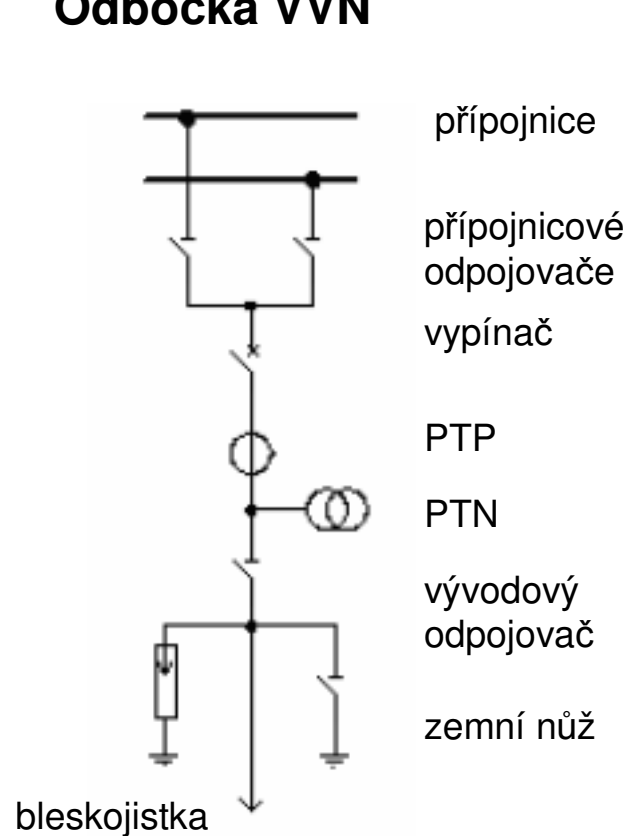 Odbočka VVN
přípojnice
přípojnicové
odpojovače
vypínač
PTP
PTN
vývodový
odpojovač
zemní nůž
bleskojistka